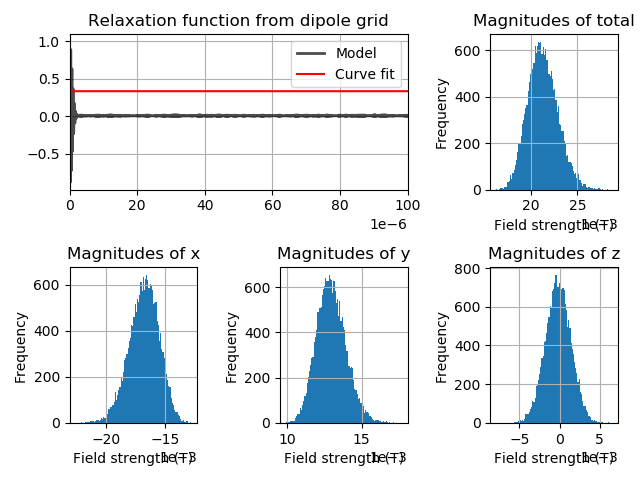 Relaxation function from dipole grid
1.0
0.5
0.0
−0.5
0 20 40 60 80 100
1e−6
Model
Curve fit
Magnitudes of total
Frequency
600
400
200
0
20 25
Field strength (T)
1e−3
Magnitudes of x
Frequency
600
400
200
0
−20 −15
Field strength (T)
1e−3
Magnitudes of y
Frequency
600
400
200
0
10 15
Field strength (T)
1e−3
Magnitudes of z
Frequency
800
600
400
200
0
−5 0 5
Field strength (T)
1e−3